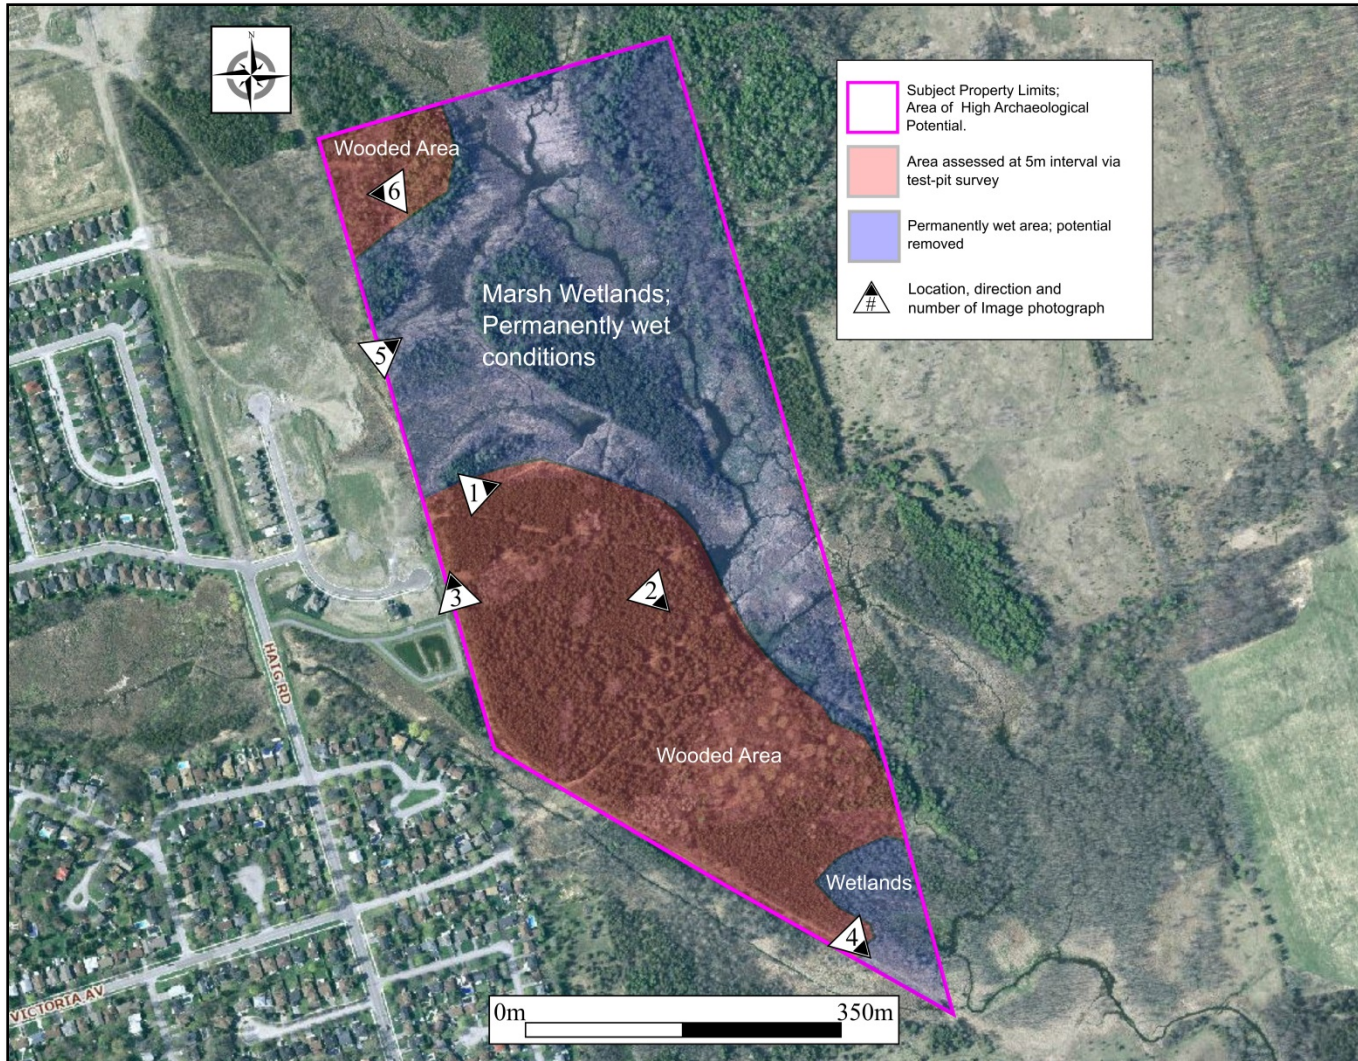 N
Subject Property Limits;
Area of  High Archaeological
Potential.
Area assessed at 5m interval via
test-pit survey
Permanently wet area; potential
removed
#
Location, direction and
number of Image photograph
Wooded Area
6
Marsh Wetlands;
Permanently wet
conditions
5
1
2
3
HAIG RD
Wooded Area
Wetlands
4
VICTORIA AV
0m
350m